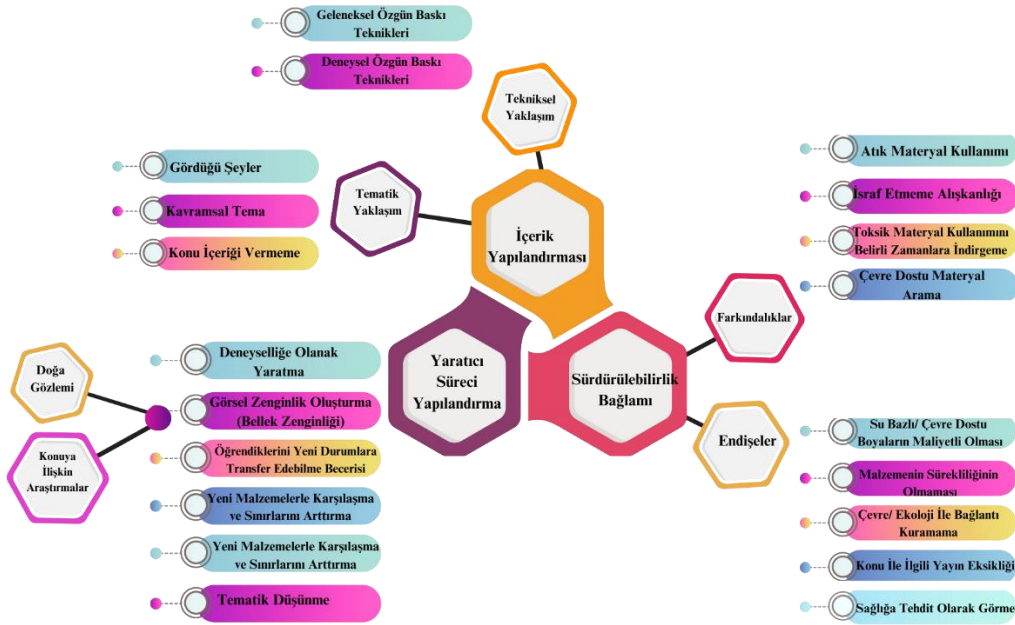 Geleneksel Özgün Baskı
Teknikleri
Deneysel Özgün Baskı
Teknikleri
Tekniksel
Yaklaşım
Tematik
Yaklaşım
Gördüğü Şeyler
Kavramsal Tema
Konu İçeriği Vermeme
İçerik
Yapılandırması
Atık Materyal Kullanımı
İsraf Etmeme Alışkanlığı
Toksik Materyal Kullanımını
Belirli Zamanlara İndirgeme
Çevre Dostu Materyal
Arama
Farkındalıklar
Yaratıcı
Süreci
Yapılandırma
Sürdürülebilirlik
Bağlamı
Endişeler
Doğa
Gözlemi
Konuya
İlişkin
Araştırmalar
Deneyselliğe Olanak
Yaratma
Görsel Zenginlik Oluşturma
(Bellek Zenginliği)
Öğrendiklerini Yeni Durumlara
Transfer Edebilme Becerisi
Yeni Malzemelerle Karşılaşma
ve Sınırlarını Arttırma
Yeni Malzemelerle Karşılaşma
ve Sınırlarını Arttırma
Tematik Düşünme
Su Bazlı/ Çevre Dostu
Boyaların Maliyetli Olması
Malzemenin Sürekliliğinin
Olmaması
Çevre/ Ekoloji İle Bağlantı
Kuramama
Konu İle İlgili Yayın Eksikliği
Sağlığa Tehdit Olarak Görme